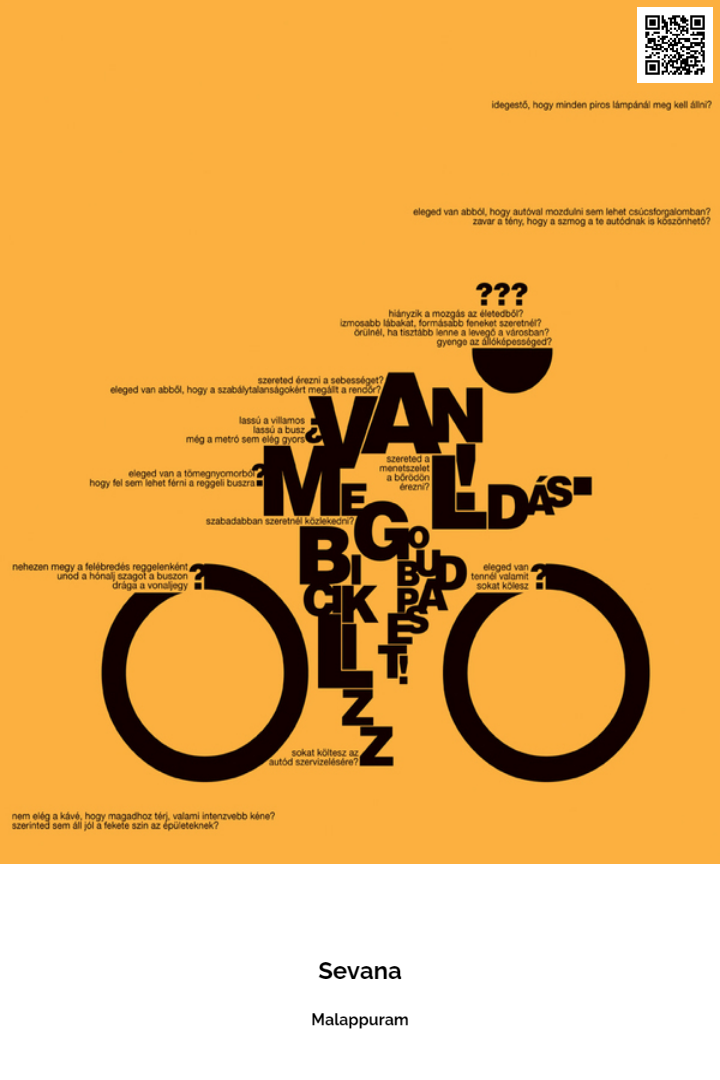 idegestő, hogy minden piros lámpánál meg kell állni?
eleged van abból, hogy autóval mozdulni sem lehet csúcsforgalomban?
zavar a tény, hogy a szmog a te autódnak is köszönhető?
???
hiányzik a mozgás az életedből?
izmosabb lábakat, formásabb feneket szeretnél?
örülnél, ha tisztább lenne a levegő a városban?
gyenge az állóképességed?
szereted érezni a sebességet?
eleged van abből, hogy a szabálytalanságokért megállt a rendőr?
lassú a villamos
lassú a busz
még a metró sem elég gyors?
VAN
eleged van a tömegnyomorból?
hogy fel sem lehet férni a reggeli buszra
szereted a
menetszelet
a bőrödön
érezni?
MEGOLDÁS!
szabadabban szeretnél közlekedni?
BICIKLIZZ
BUDAPEST!
nehezen megy a felébredés reggelenként
unod a hónalj szagot a buszon
drága a vonaljegy
?
eleged van
tennél valamit
sokat kölesz
?
sokat költesz az
autód szervizelésére?
nem elég a kávé, hogy magadhoz térj, valami intenzvebb kéne?
szerinted sem áll jól a fekete szin az épületeknek?
Sevana
Malappuram